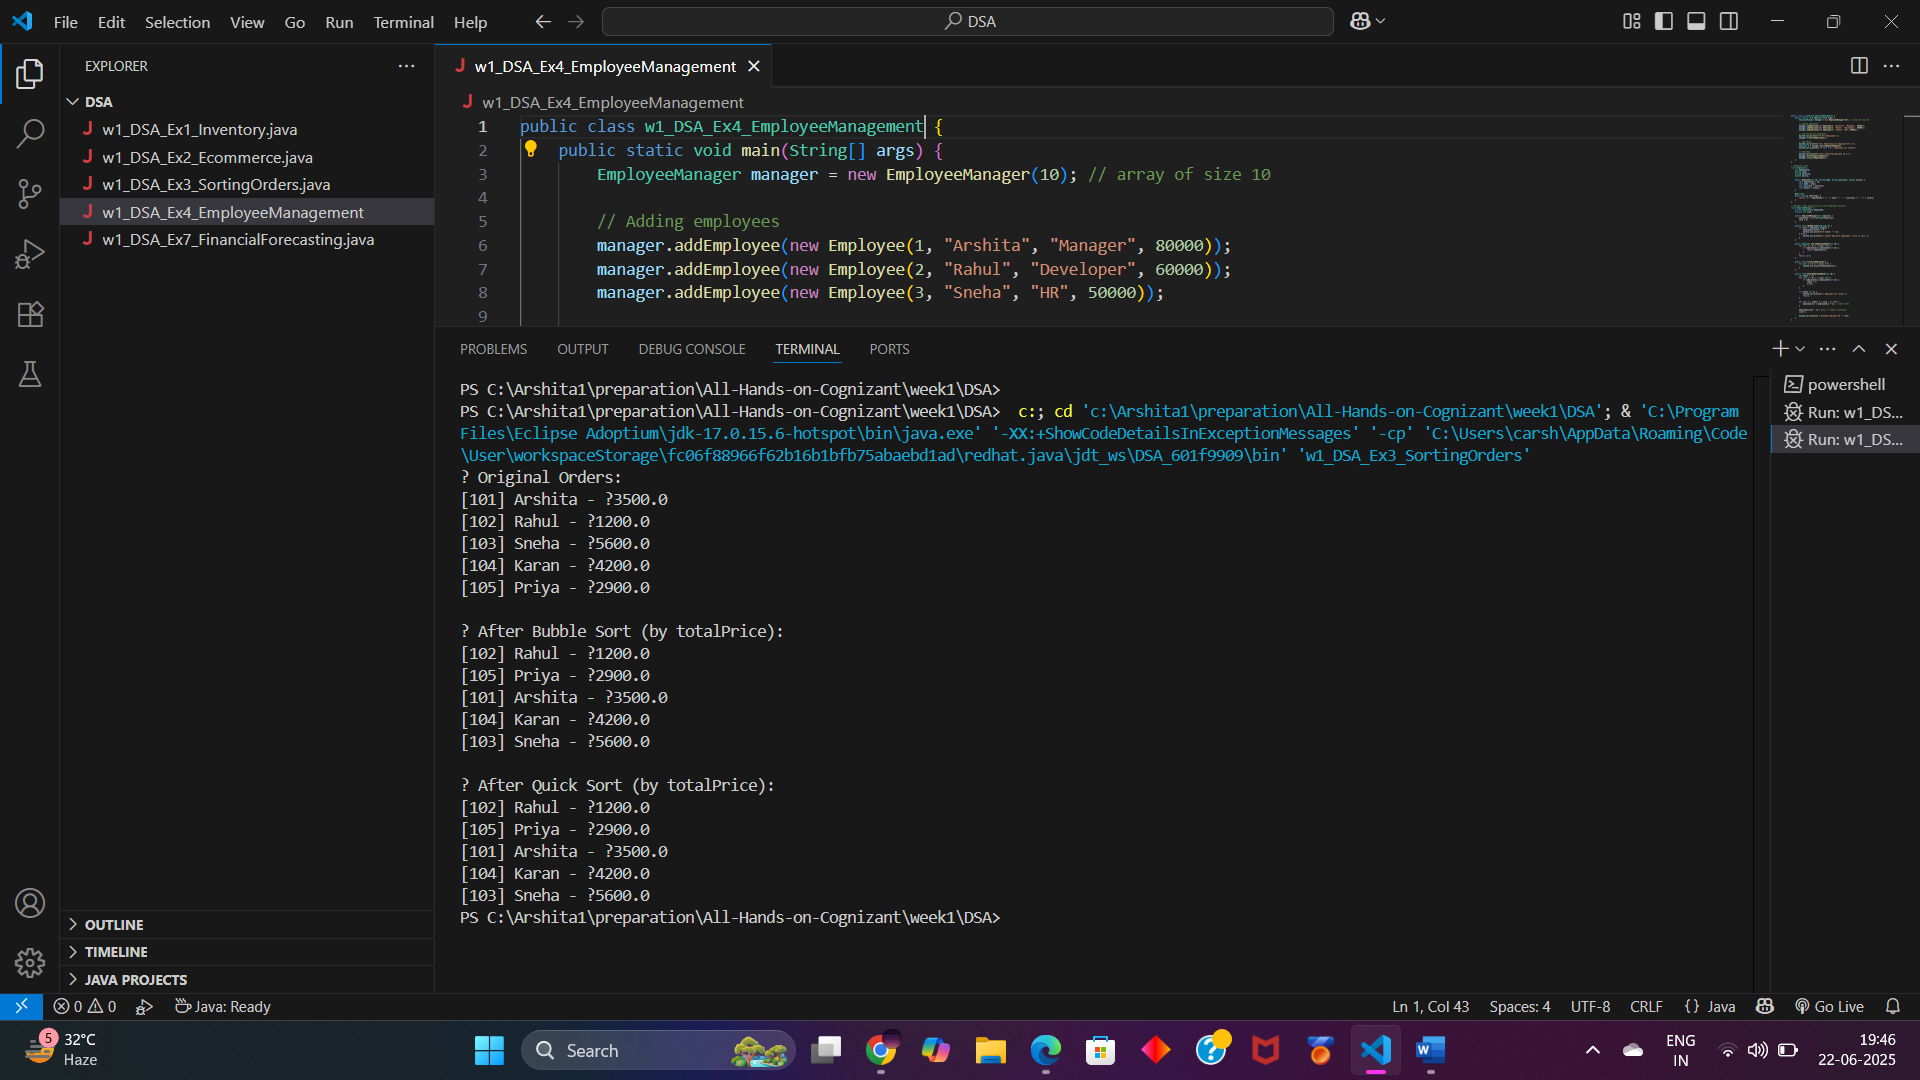 File Edit Selection View Go Run Terminal Help
DSA
EXPLORER
DSA
w1_DSA_Ex1_Inventory.java
w1_DSA_Ex2_Ecommerce.java
w1_DSA_Ex3_SortingOrders.java
w1_DSA_Ex4_EmployeeManagement
w1_DSA_Ex7_FinancialForecasting.java
OUTLINE
TIMELINE
JAVA PROJECTS
w1_DSA_Ex4_EmployeeManagement
w1_DSA_Ex4_EmployeeManagement
1 public class w1_DSA_Ex4_EmployeeManagement {
2 public static void main(String[] args) {
3 EmployeeManager manager = new EmployeeManager(10); // array of size 10
4
5 // Adding employees
6 manager.addEmployee(new Employee(1, "Arshita", "Manager", 80000));
7 manager.addEmployee(new Employee(2, "Rahul", "Developer", 60000));
8 manager.addEmployee(new Employee(3, "Sneha", "HR", 50000));
9
PROBLEMS OUTPUT DEBUG CONSOLE TERMINAL PORTS
PS C:\Arshita1\preparation\All-Hands-on-Cognizant\week1\DSA>
PS C:\Arshita1\preparation\All-Hands-on-Cognizant\week1\DSA>  c:; cd 'c:\Arshita1\preparation\All-Hands-on-Cognizant\week1\DSA'; & 'C:\Program
Files\Eclipse Adoptium\jdk-17.0.15.6-hotspot\bin\java.exe' '-XX:+ShowCodeDetailsInExceptionMessages' '-cp' 'C:\Users\carsh\AppData\Roaming\Code
\User\workspaceStorage\fc06f88966f62b16b1bfb75abaebd1ad\redhat.java\jdt_ws\DSA_601f9909\bin' 'w1_DSA_Ex3_SortingOrders'
? Original Orders:
[101] Arshita - ?3500.0
[102] Rahul - ?1200.0
[103] Sneha - ?5600.0
[104] Karan - ?4200.0
[105] Priya - ?2900.0
? After Bubble Sort (by totalPrice):
[102] Rahul - ?1200.0
[105] Priya - ?2900.0
[101] Arshita - ?3500.0
[104] Karan - ?4200.0
[103] Sneha - ?5600.0
? After Quick Sort (by totalPrice):
[102] Rahul - ?1200.0
[105] Priya - ?2900.0
[101] Arshita - ?3500.0
[104] Karan - ?4200.0
[103] Sneha - ?5600.0
PS C:\Arshita1\preparation\All-Hands-on-Cognizant\week1\DSA>
powershell
Run: w1_DS...
Run: w1_DS...
0 0 Java: Ready
Ln 1, Col 43 Spaces: 4 UTF-8 CRLF {} Java Go Live
5 32°C
Haze
Search
ENG
IN
19:46
22-06-2025